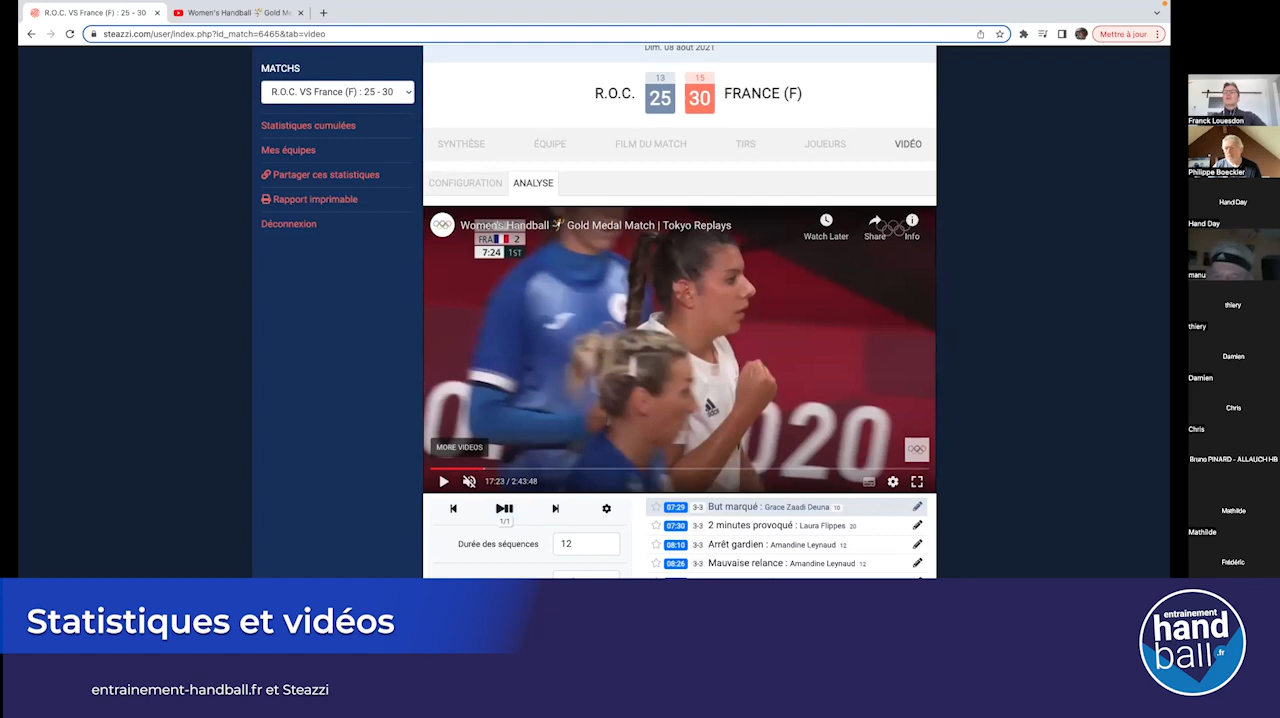 R.O.C. VS France (F) : 25 - 30
Women's Handball 🤾 Gold Me
steazzi.com/user/index.php?id_match=6465&tab=video
Mettre à jour
MATCHS
R.O.C. VS France (F) : 25 - 30
Statistiques cumulées
Mes équipes
Partager ces statistiques
Rapport imprimable
Déconnexion
Dim. 08 août 2021
13 15
R.O.C. 25 30 FRANCE (F)
SYNTHÈSE ÉQUIPE FILM DU MATCH TIRS JOUEURS VIDÉO
CONFIGURATION ANALYSE
Women's Handball 🤾 Gold Medal Match | Tokyo Replays
Watch Later Share Info
FRA 2
7:24 1ST
020
MORE VIDEOS
17:23 / 2:43:48
1/1
Durée des séquences 12
07:29 3-3 But marqué : Grace Zaadi Deuna 10
07:30 3-3 2 minutes provoqué : Laura Flippes 20
08:10 3-3 Arrêt gardien : Amandine Leynaud 12
08:26 3-3 Mauvaise relance : Amandine Leynaud 12
Franck Louesdon
Philippe Boeckler
Hand Day
Hand Day
manu
thiery
thiery
Damien
Damien
Chris
Chris
Bruno PINARD - ALLAUCH HB
Mathilde
Mathilde
Frédéric
Statistiques et vidéos
entrainement-handball.fr et Steazzi
entrainement
hand
ball.fr